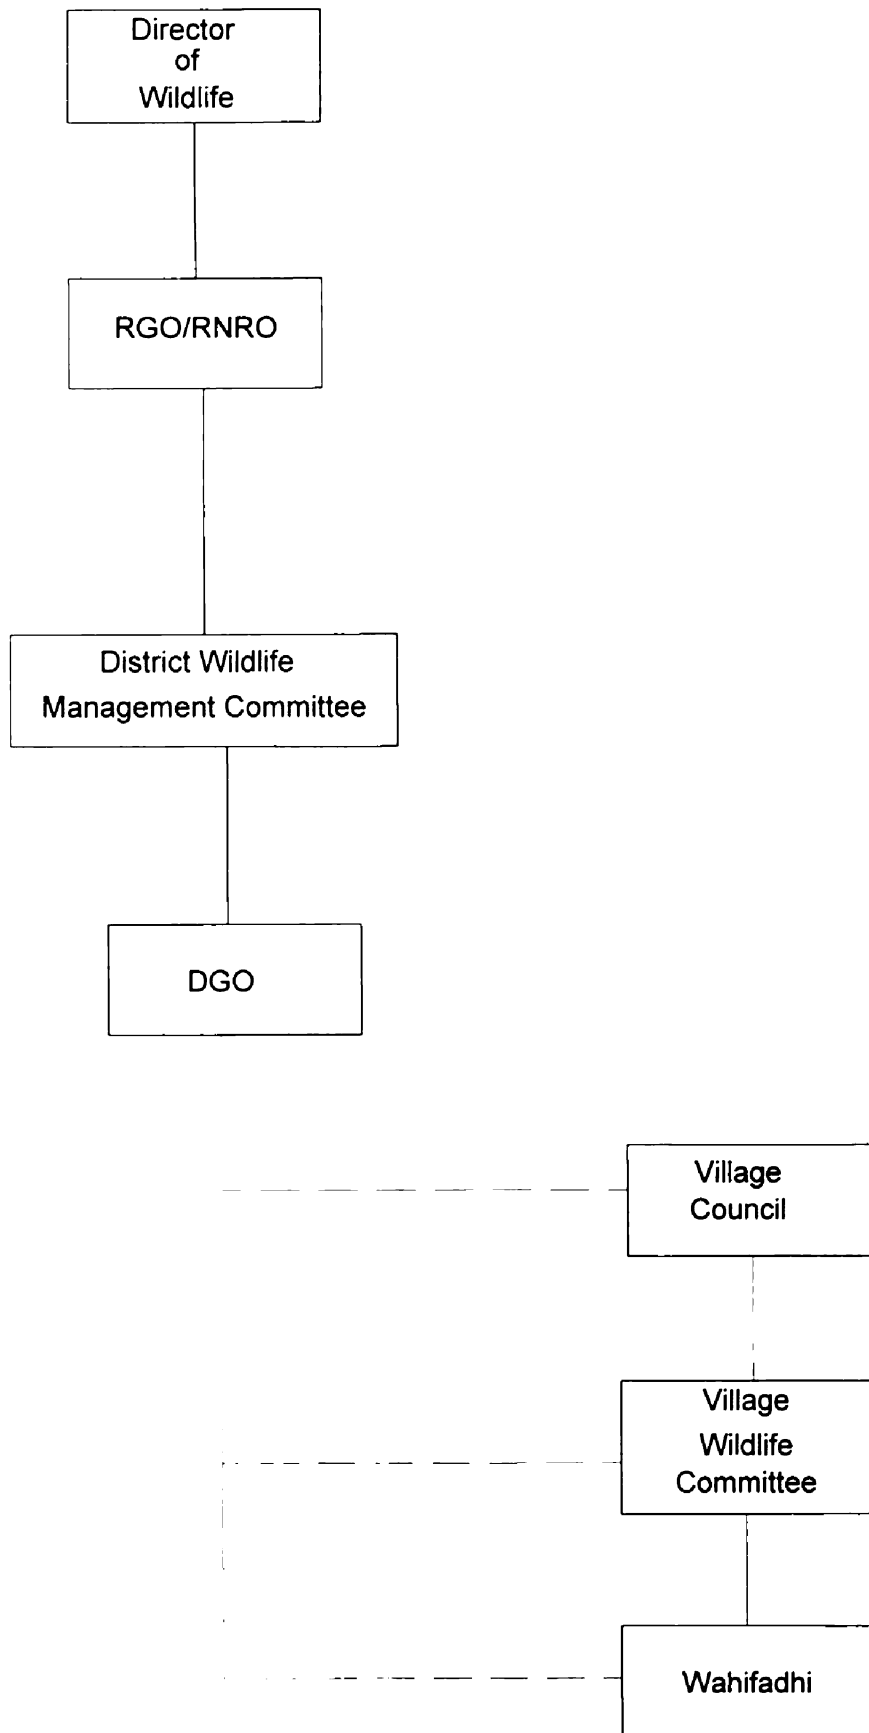 Director
of
Wildlife
RGO/RNRO
District Wildlife
Management Committee
DGO
Village
Council
Village
Wildlife
Committee
Wahifadhi